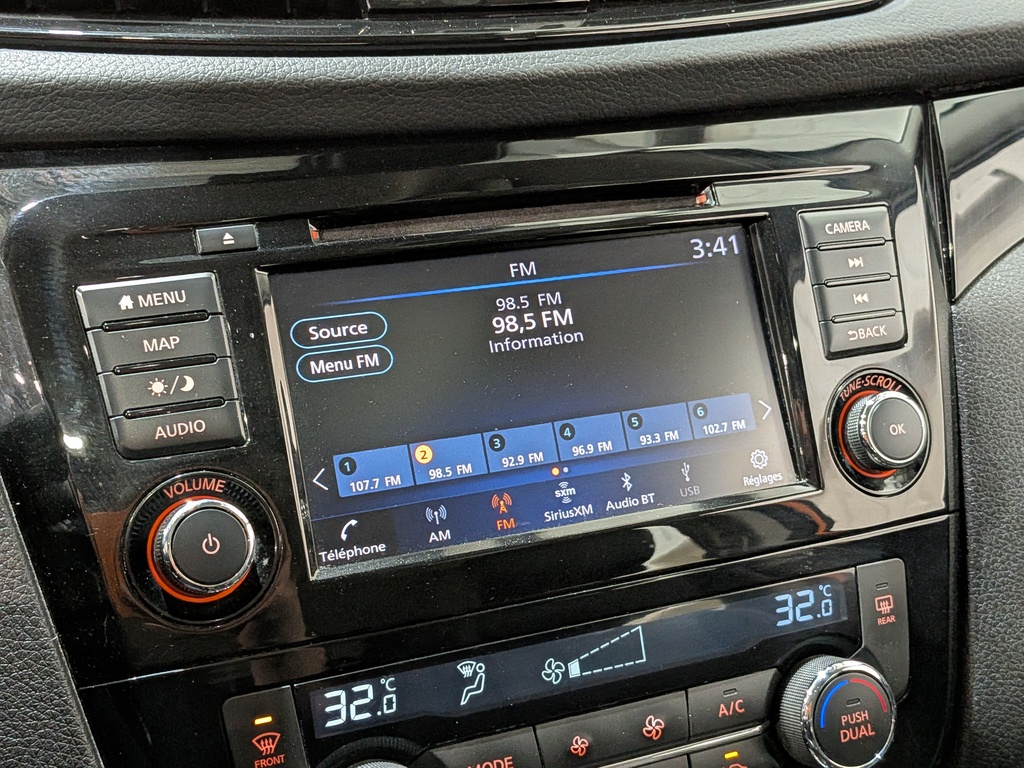 3:41
FM
98.5 FM
98,5 FM
Information
Source
Menu FM
1 107.7 FM
2 98.5 FM
3 92.9 FM
4 96.9 FM
5 93.3 FM
6 102.7 FM
Téléphone
AM
FM
sxm
SiriusXM
Audio BT
USB
Réglages
MENU
MAP
AUDIO
VOLUME
CAMERA
BACK
TUNE•SCROLL
OK
32.0 °C
32.0 °C
REAR
FRONT
MODE
A/C
PUSH
DUAL